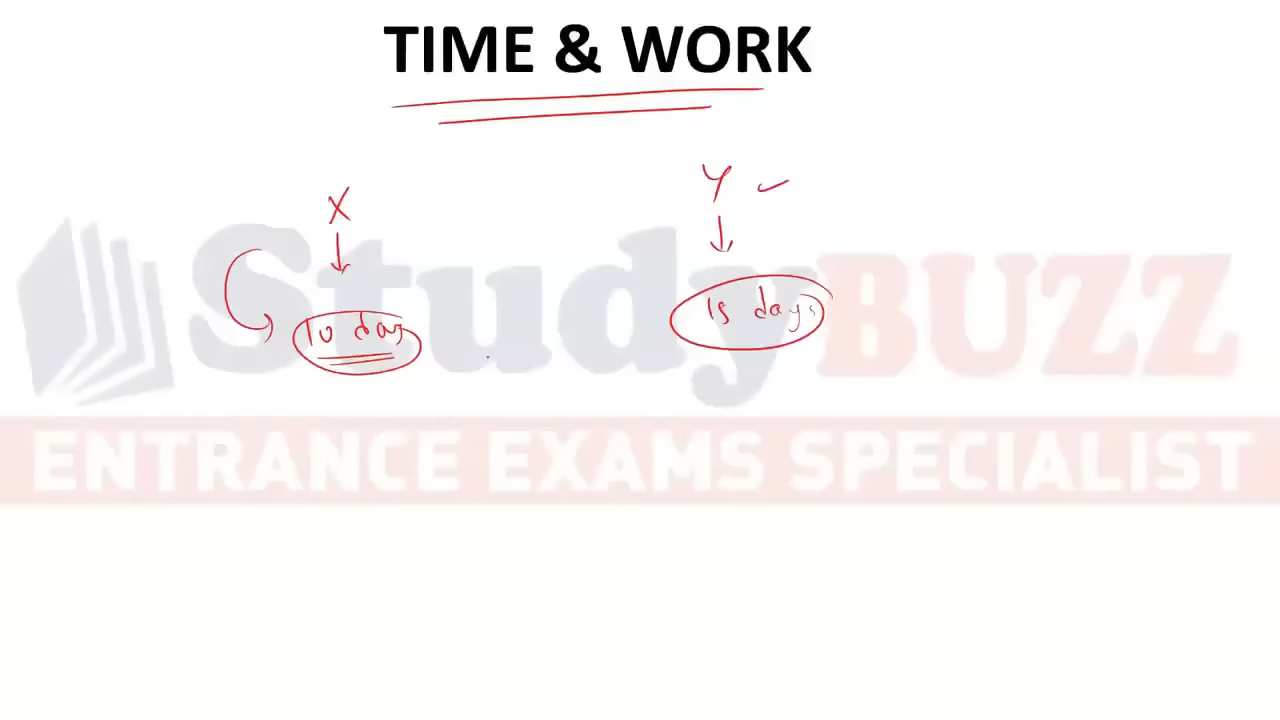 TIME & WORK
X
Y
10 days
15 days
StudyBUZZ
ENTRANCE EXAMS SPECIALIST